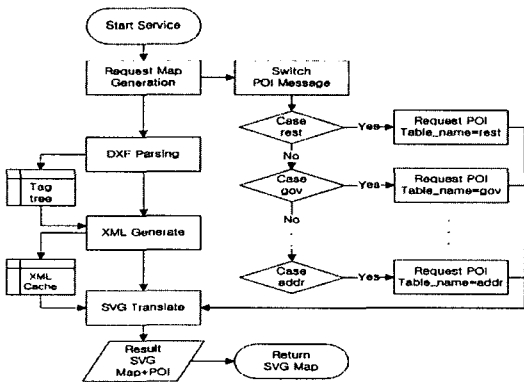 Start Service
Request Map
Generation
Switch
POI Message
Case
rest
Yes
Request POI
Table_name=rest
No
DXF Parsing
Tag
tree
Case
gov
Yes
Request POI
Table_name=gov
No
XML Generate
XML
Cache
Case
addr
Yes
Request POI
Table_name=addr
SVG Translate
Result
SVG
Map+POI
Return
SVG Map